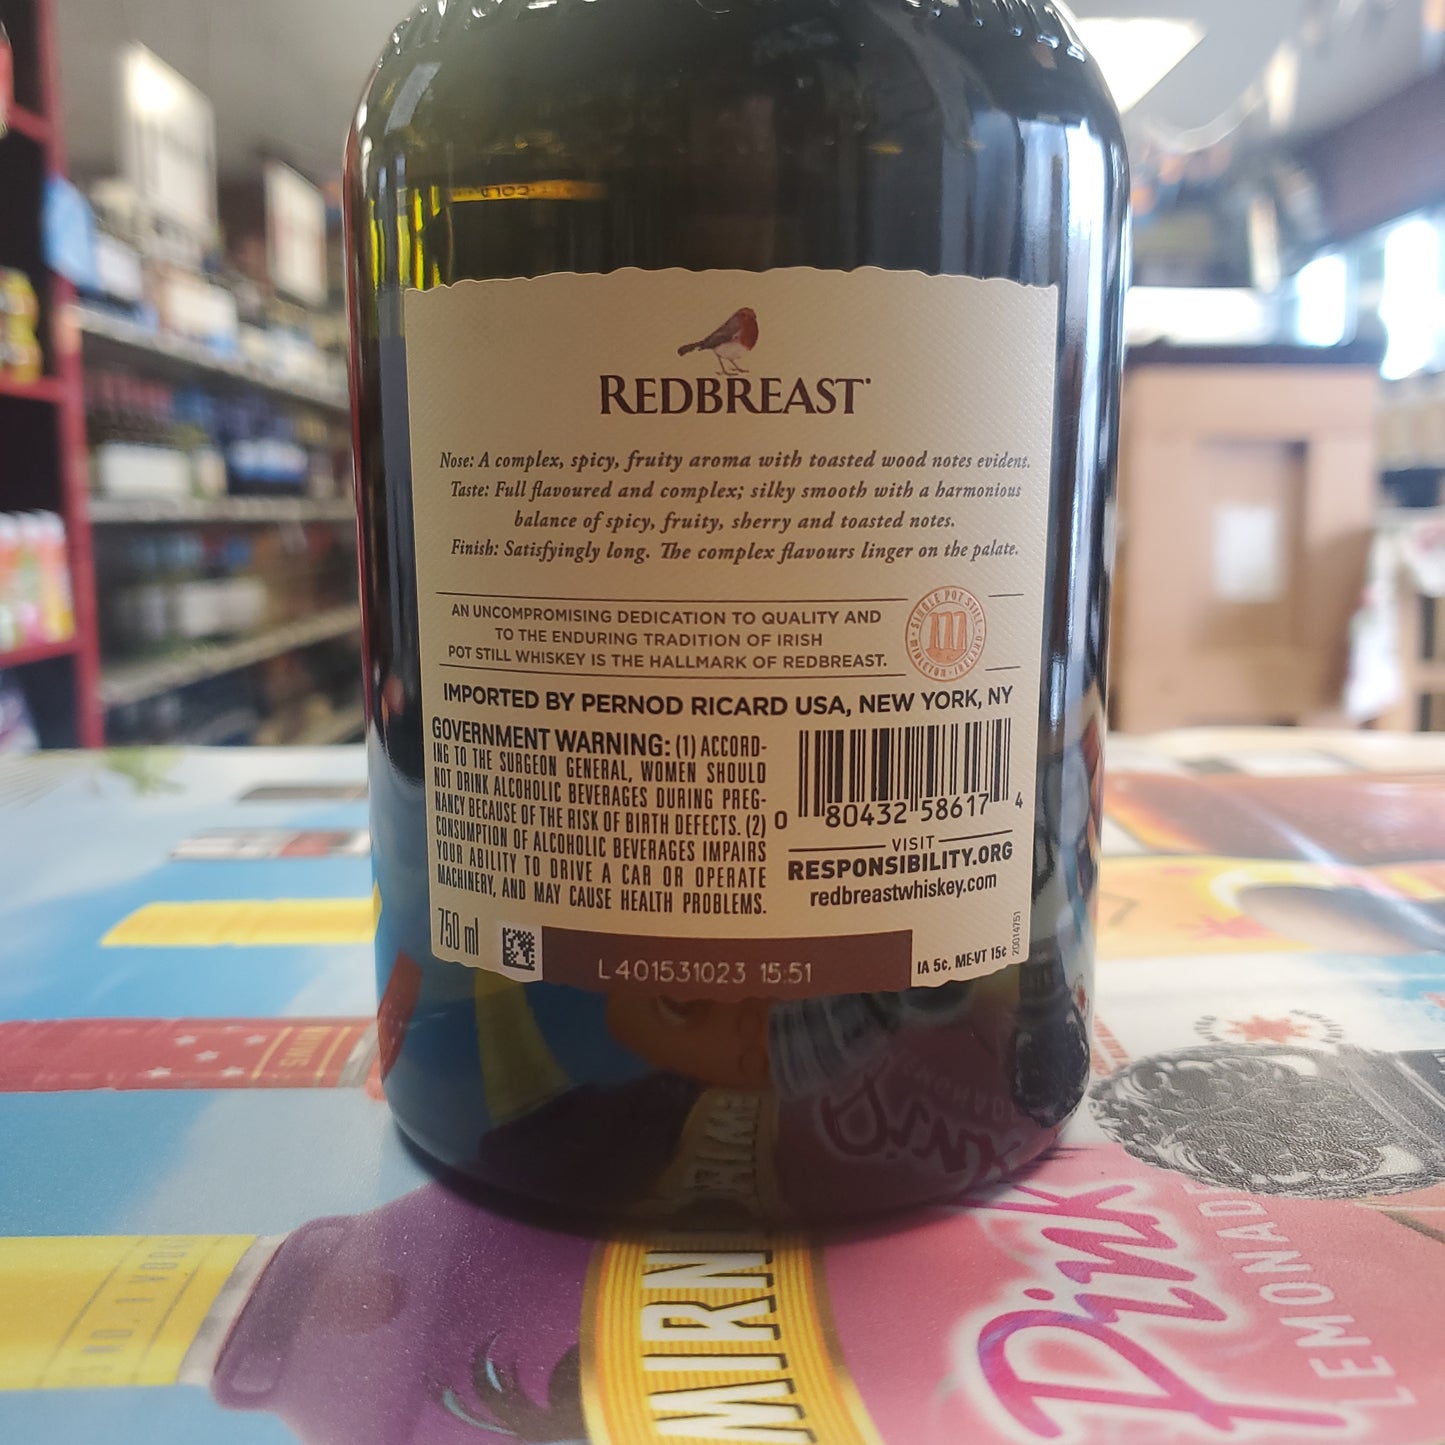 REDBREAST
Nose: A complex, spicy, fruity aroma with toasted wood notes evident.
Taste: Full flavoured and complex; silky smooth with a harmonious
balance of spicy, fruity, sherry and toasted notes.
Finish: Satisfyingly long. The complex flavours linger on the palate.
AN UNCOMPROMISING DEDICATION TO QUALITY AND
TO THE ENDURING TRADITION OF IRISH
POT STILL WHISKEY IS THE HALLMARK OF REDBREAST.
SINGLE POT STILL
MIDLETON · IRELAND
IMPORTED BY PERNOD RICARD USA, NEW YORK, NY
GOVERNMENT WARNING: (1) ACCORD-
ING TO THE SURGEON GENERAL, WOMEN SHOULD
NOT DRINK ALCOHOLIC BEVERAGES DURING PREG-
NANCY BECAUSE OF THE RISK OF BIRTH DEFECTS. (2)
CONSUMPTION OF ALCOHOLIC BEVERAGES IMPAIRS
YOUR ABILITY TO DRIVE A CAR OR OPERATE
MACHINERY, AND MAY CAUSE HEALTH PROBLEMS.
0 80432 58617 4
VISIT
RESPONSIBILITY.ORG
redbreastwhiskey.com
750 ml
L401531023 15:51
IA 5¢, ME-VT 15¢
20014751
MIRN
Pink
LEMONADE